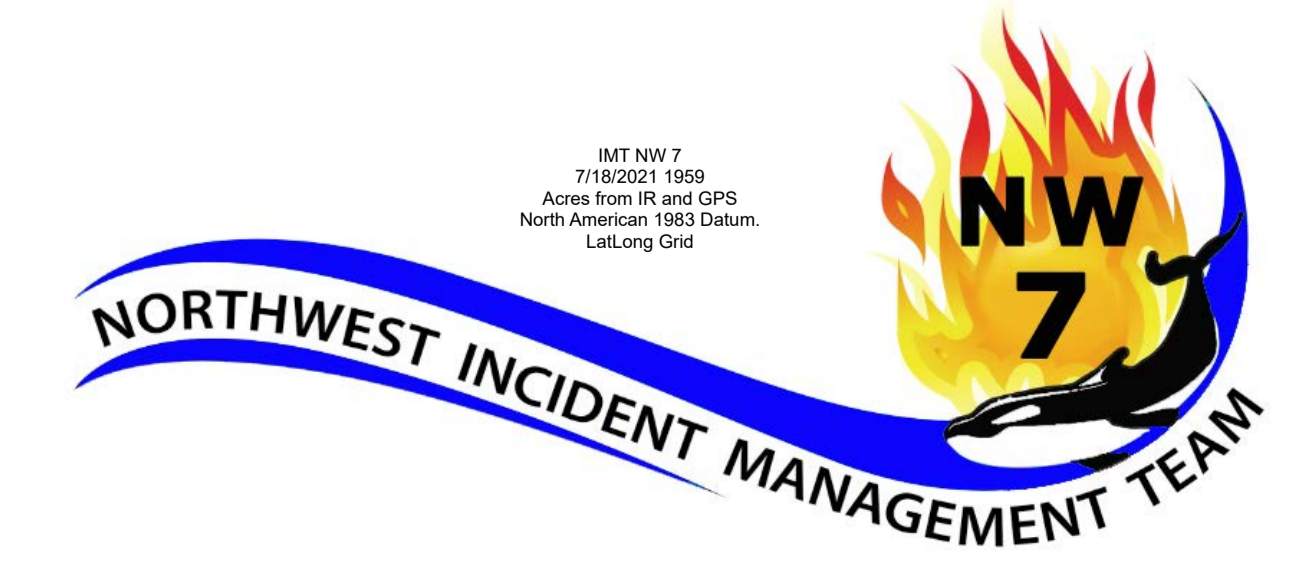 IMT NW 7
7/18/2021 1959
Acres from IR and GPS
North American 1983 Datum.
LatLong Grid
NW
7
NORTHWEST INCIDENT MANAGEMENT TEAM